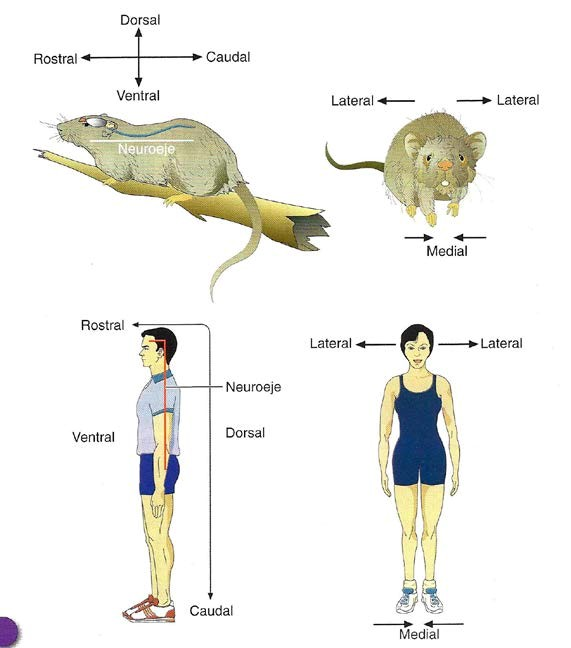 Dorsal
Rostral
Caudal
Ventral
Neuroeje
Lateral
Lateral
Medial
Rostral
Neuroeje
Ventral
Dorsal
Caudal
Lateral
Lateral
Medial